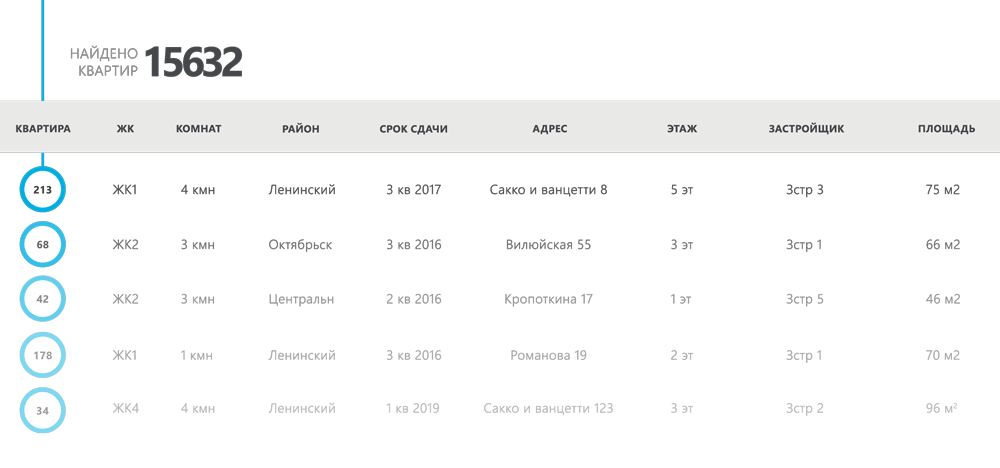 НАЙДЕНО
КВАРТИР 15632
КВАРТИРА ЖК КОМНАТ РАЙОН СРОК СДАЧИ АДРЕС ЭТАЖ ЗАСТРОЙЩИК ПЛОЩАДЬ
213 ЖК1 4 кмн Ленинский 3 кв 2017 Сакко и ванцетти 8 5 эт Зстр 3 75 м2
68 ЖК2 3 кмн Октябрьск 3 кв 2016 Вилюйская 55 3 эт Зстр 1 66 м2
42 ЖК2 3 кмн Центральн 2 кв 2016 Кропоткина 17 1 эт Зстр 5 46 м2
178 ЖК1 1 кмн Ленинский 3 кв 2016 Романова 19 2 эт Зстр 1 70 м2
34 ЖК4 4 кмн Ленинский 1 кв 2019 Сакко и ванцетти 123 3 эт Зстр 2 96 м²